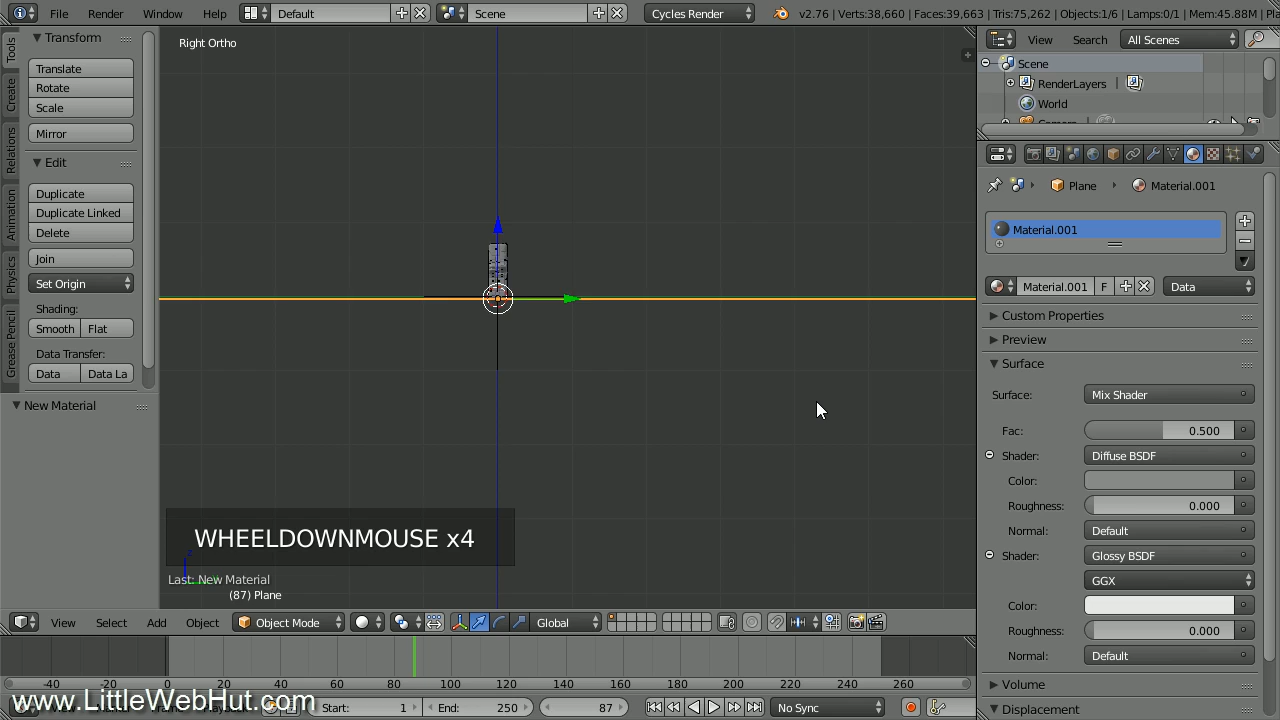 File Render Window Help Default Scene Cycles Render v2.76 | Verts:38,660 | Faces:39,663 | Tris:75,262 | Objects:1/6 | Lamps:0/1 | Mem:45.88M |
Tools
Create
Relations
Animation
Physics
Grease Pencil
Transform
Translate
Rotate
Scale
Mirror
Edit
Duplicate
Duplicate Linked
Delete
Join
Set Origin
Shading:
Smooth Flat
Data Transfer:
Data Data La
New Material
Right Ortho
WHEELDOWNMOUSE x4
Last: New Material
(87) Plane
View Select Add Object Object Mode Global
-40 -20 0 20 40 60 80 100 120 140 160 180 200 220 240 260
www.LittleWebHut.com
Start: 1 End: 250 87 No Sync
View Search All Scenes
Scene
RenderLayers |
World
Plane Material.001
Material.001
Material.001 F Data
Custom Properties
Preview
Surface
Surface: Mix Shader
Fac: 0.500
Shader: Diffuse BSDF
Color:
Roughness: 0.000
Normal: Default
Shader: Glossy BSDF
GGX
Color:
Roughness: 0.000
Normal: Default
Volume
Displacement